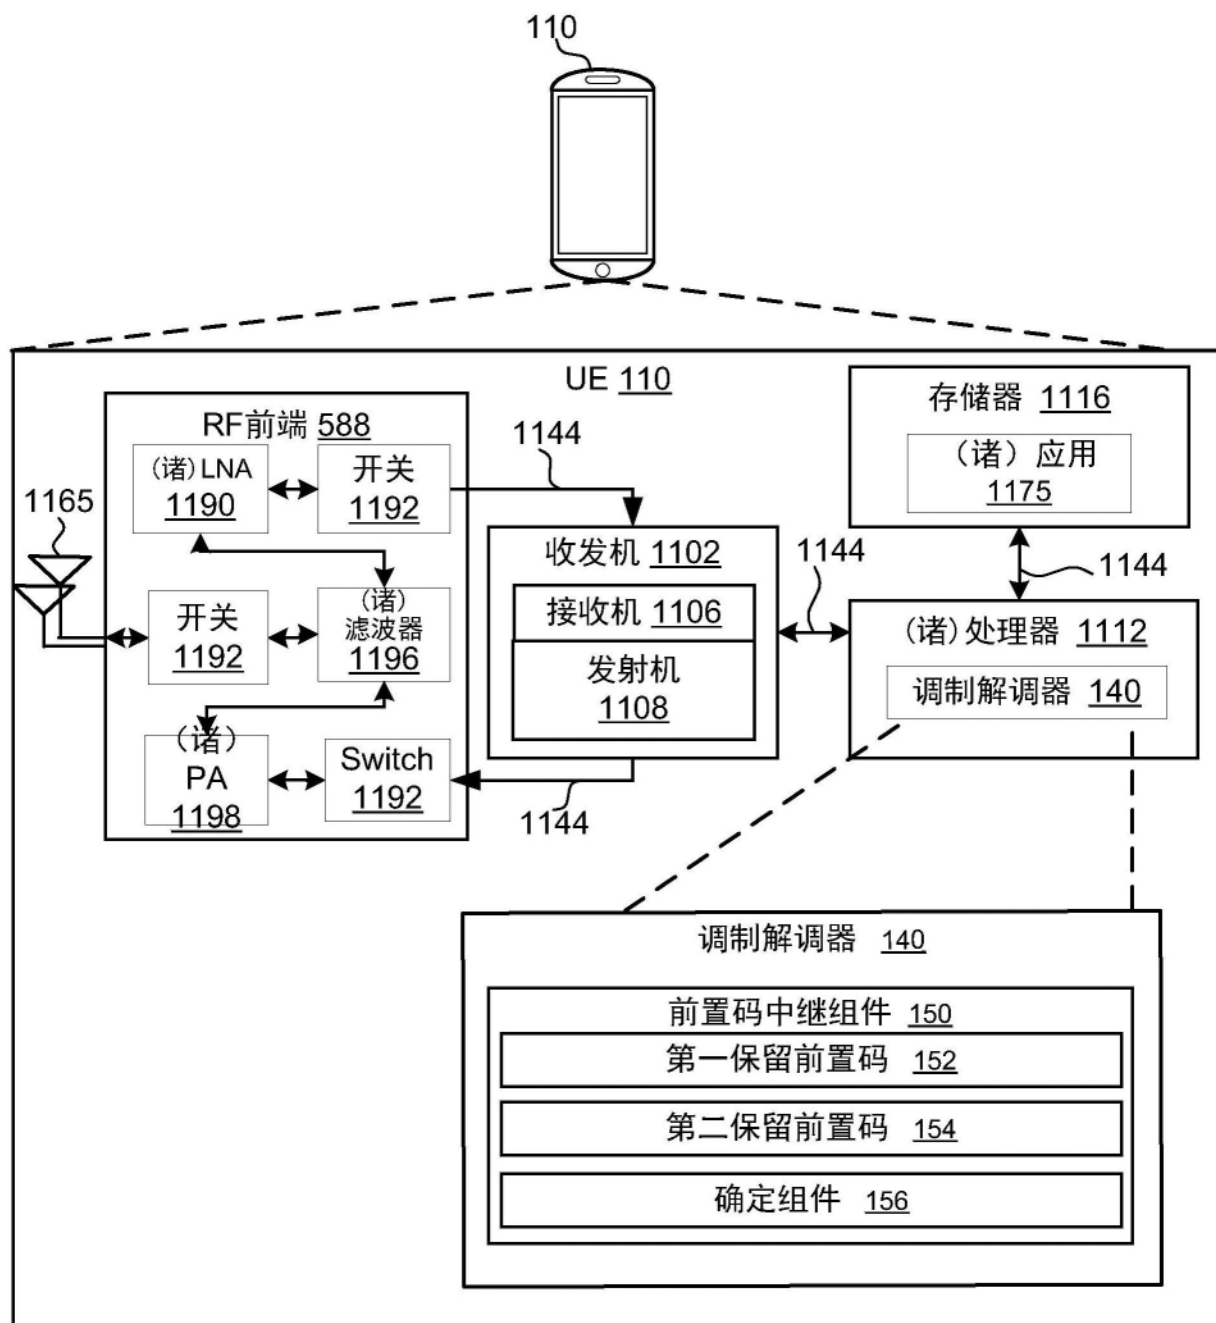 110
UE 110
RF前端 588
(诸)LNA
1190
开关
1192
1144
1165
开关
1192
(诸)
滤波器
1196
(诸)
PA
1198
Switch
1192
1144
收发机 1102
接收机 1106
发射机
1108
1144
存储器 1116
（诸）应用
1175
1144
(诸)处理器 1112
调制解调器 140
调制解调器 140
前置码中继组件 150
第一保留前置码 152
第二保留前置码 154
确定组件 156